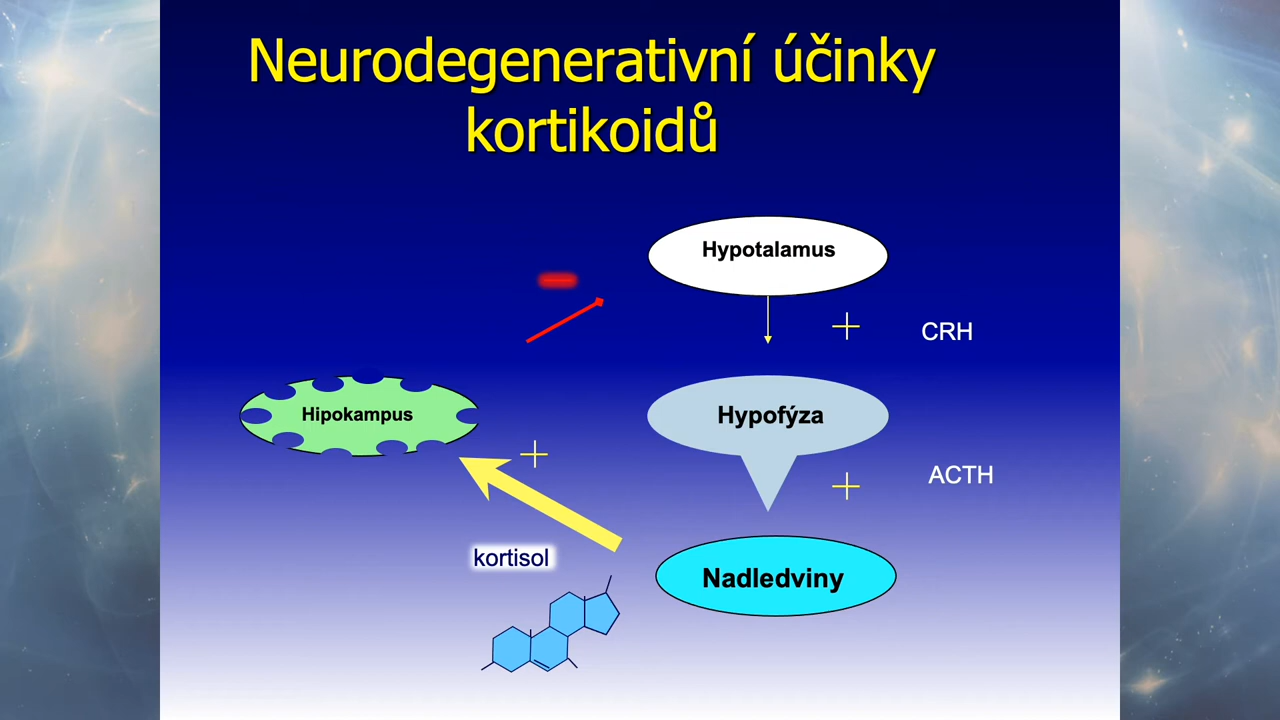 Neurodegenerativní účinky
kortikoidů
Hypotalamus
CRH
Hipokampus
Hypofýza
ACTH
kortisol
Nadledviny